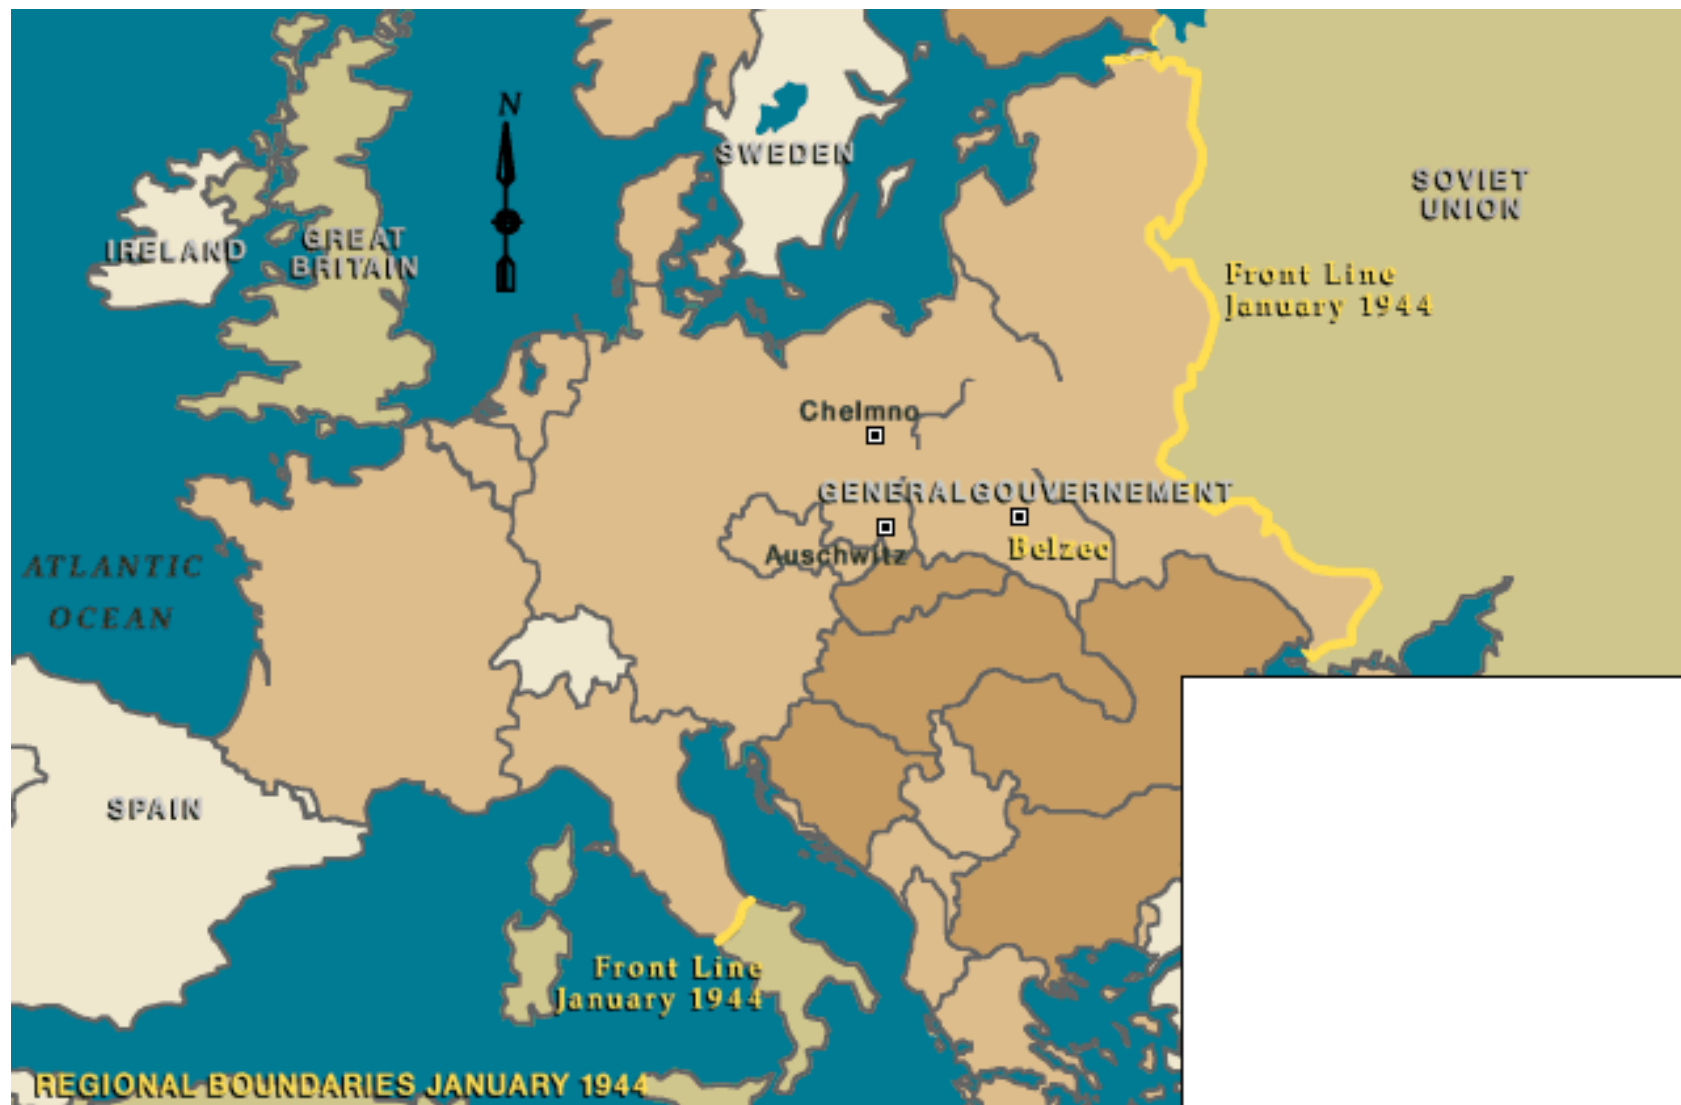 N
SWEDEN
SOVIET
UNION
IRELAND
GREAT
BRITAIN
Front Line
January 1944
Chelmno
GENERALGOUVERNEMENT
Auschwitz
Belzec
ATLANTIC
OCEAN
SPAIN
Front Line
January 1944
REGIONAL BOUNDARIES JANUARY 1944